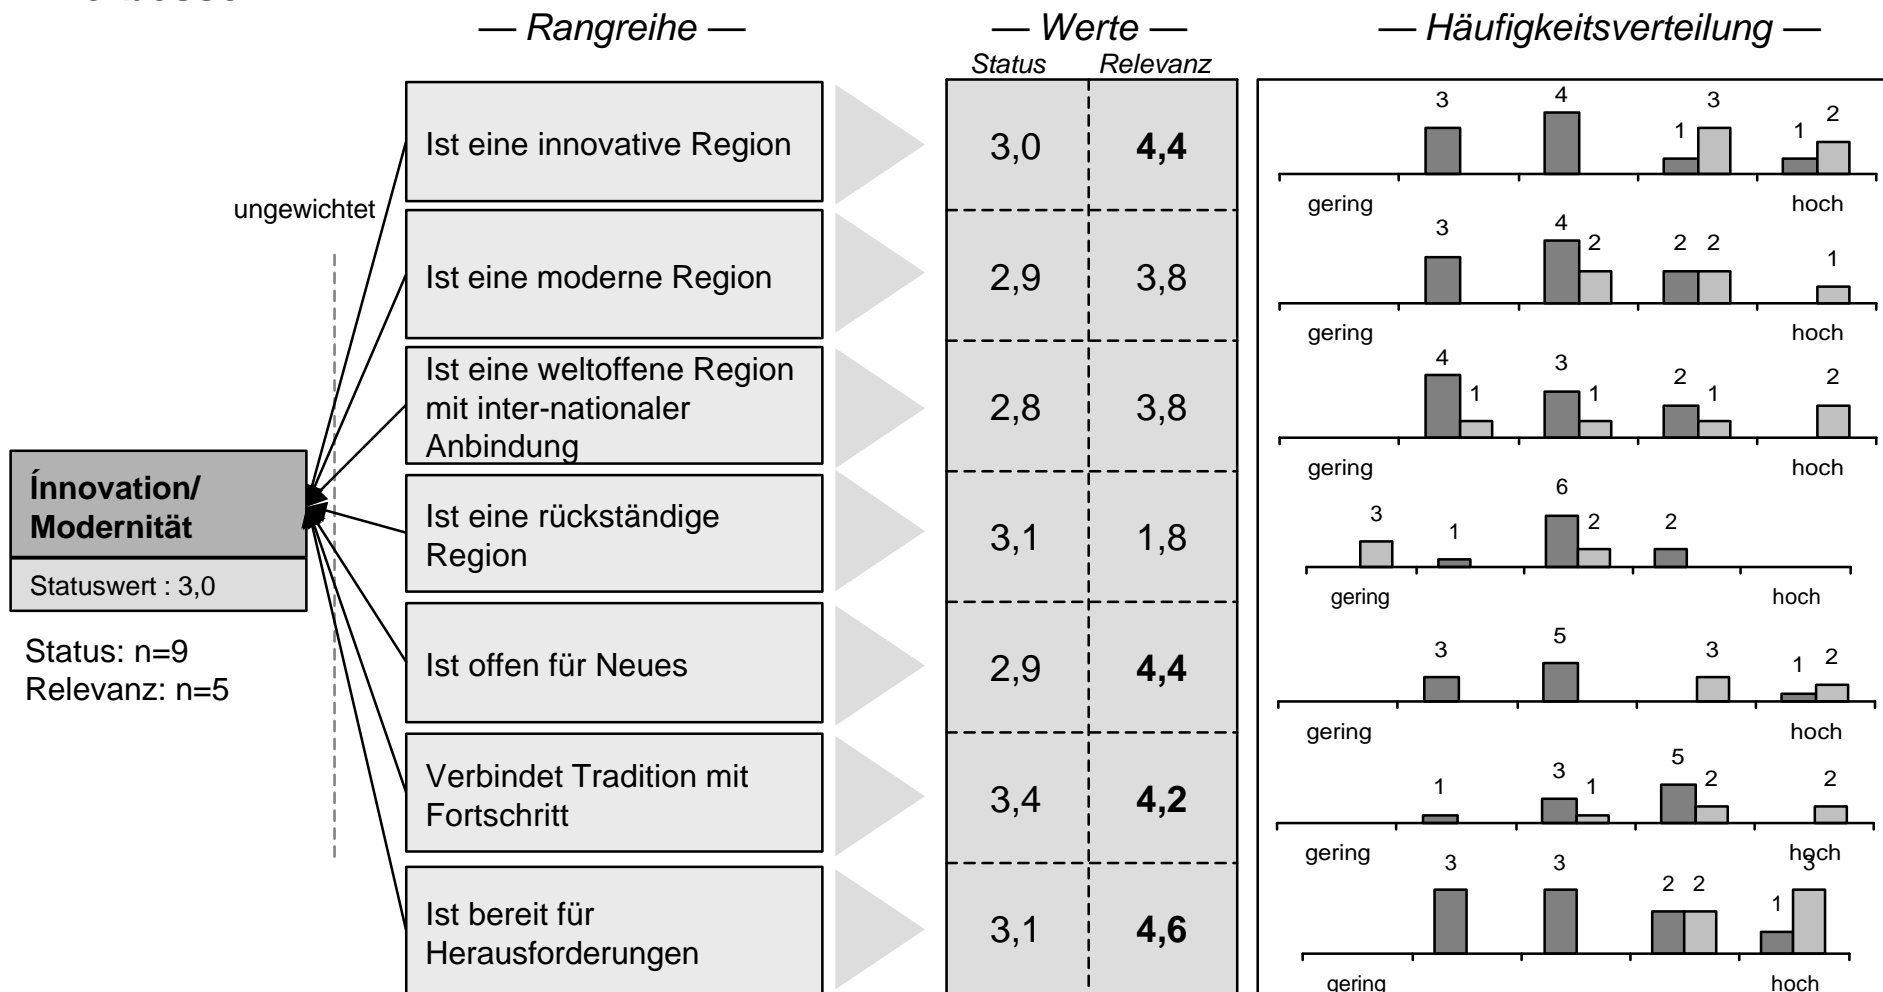 — Rangreihe —
— Werte —
— Häufigkeitsverteilung —
Status
Relevanz
ungewichtet
Ist eine innovative Region
3,0
4,4
3
4
1
3
1
2
gering
hoch
Ist eine moderne Region
2,9
3,8
3
4
2
2
2
1
gering
hoch
Ist eine weltoffene Region
mit inter-nationaler
Anbindung
2,8
3,8
4
1
3
1
2
1
2
gering
hoch
Ínnovation/
Modernität
Statuswert : 3,0
Status: n=9
Relevanz: n=5
Ist eine rückständige
Region
3,1
1,8
3
1
6
2
2
gering
hoch
Ist offen für Neues
2,9
4,4
3
5
3
1
2
gering
hoch
Verbindet Tradition mit
Fortschritt
3,4
4,2
1
3
1
5
2
2
gering
hoch
Ist bereit für
Herausforderungen
3,1
4,6
3
3
2
2
1
3
gering
hoch